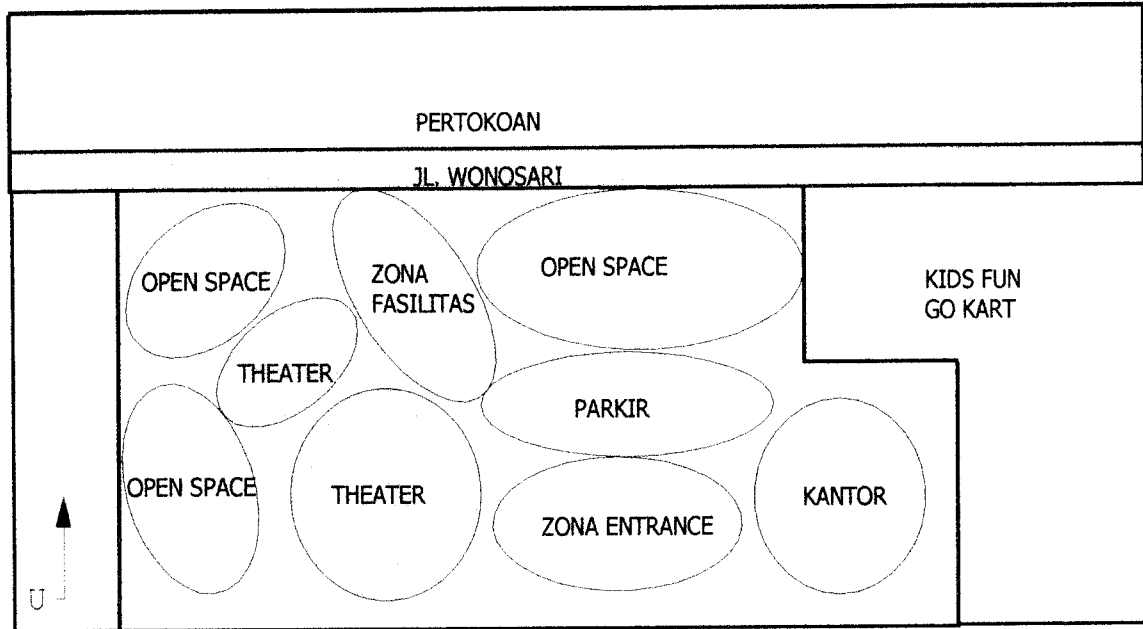 PERTOKOAN
JL. WONOSARI
OPEN SPACE
ZONA
FASILITAS
OPEN SPACE
KIDS FUN
GO KART
THEATER
PARKIR
OPEN SPACE
THEATER
ZONA ENTRANCE
KANTOR
U